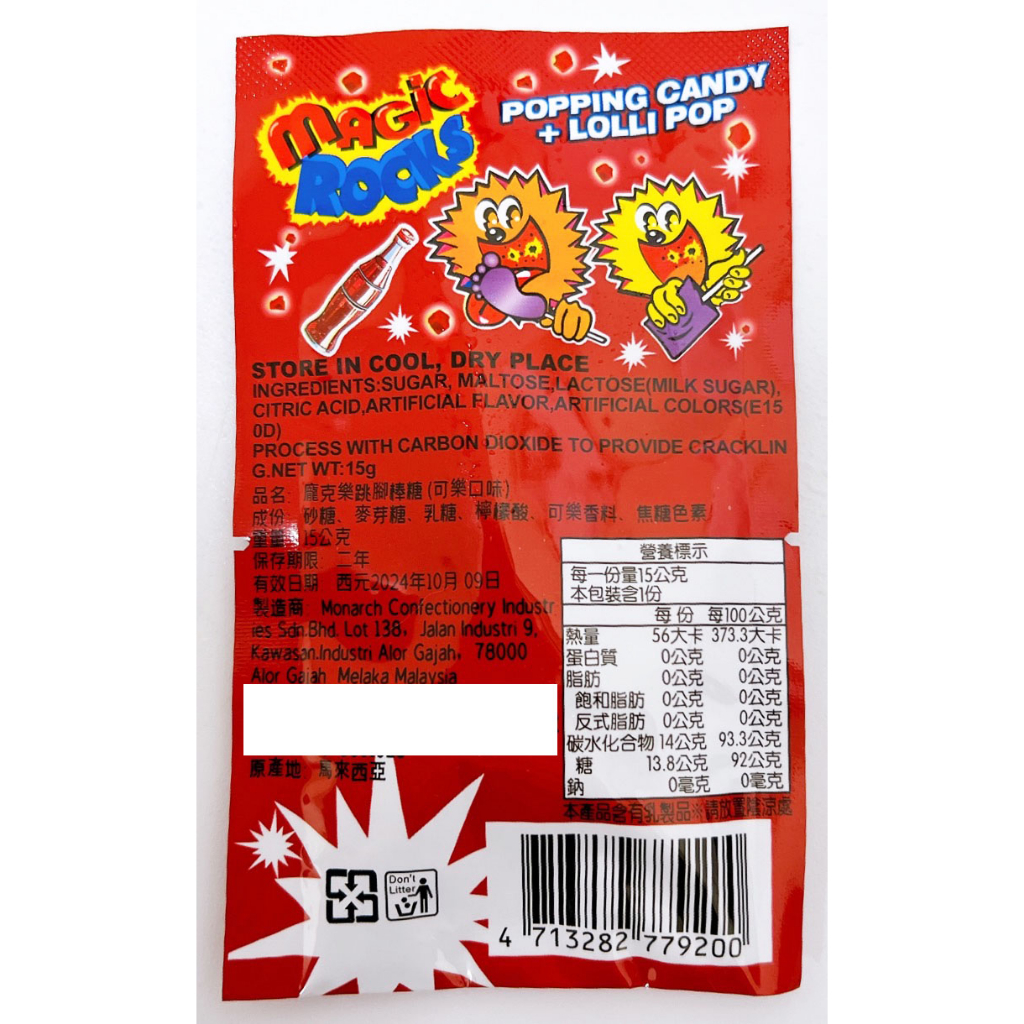 MAGIC
ROCKS
POPPING CANDY
+ LOLLI POP
STORE IN COOL, DRY PLACE
INGREDIENTS:SUGAR, MALTOSE,LACTOSE(MILK SUGAR),
CITRIC ACID,ARTIFICIAL FLAVOR,ARTIFICIAL COLORS(E15
0D)
PROCESS WITH CARBON DIOXIDE TO PROVIDE CRACKLIN
G.NET WT:15g
品名: 龐克樂跳腳棒糖(可樂口味)
成份: 砂糖、麥芽糖、乳糖、檸檬酸、可樂香料、焦糖色素
重量: 15公克
保存期限: 二年
有效日期: 西元2024年10月 09日
製造商: Monarch Confectionery Industr
ies Sdn.Bhd. Lot 138, Jalan Industri 9,
Kawasan.Industri Alor Gajah, 78000
Alor Gajah Melaka Malaysia
原產地: 馬來西亞
營養標示
每一份量15公克
本包裝含1份
每份 每100公克
熱量 56大卡 373.3大卡
蛋白質 0公克 0公克
脂肪 0公克 0公克
飽和脂肪 0公克 0公克
反式脂肪 0公克 0公克
碳水化合物 14公克 93.3公克
糖 13.8公克 92公克
鈉 0毫克 0毫克
本產品含有乳製品※請放置陰涼處
Don't
Litter
4 713282 779200